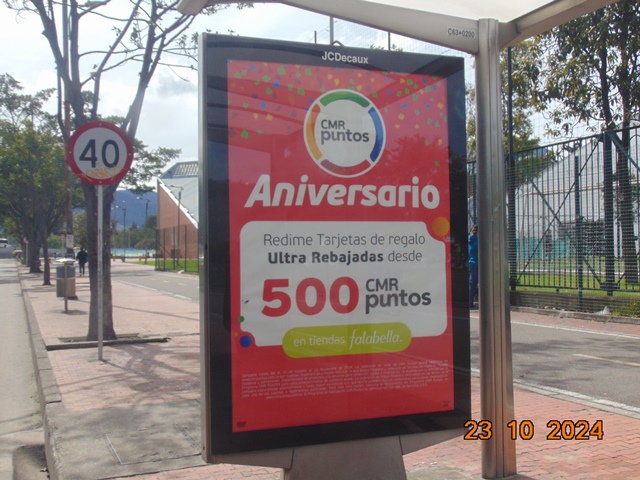 C63+0200
JCDecaux
40
CMR
puntos
Aniversario
Redime Tarjetas de regalo
Ultra Rebajadas desde
500 CMR
puntos
en tiendas falabella.
23 10 2024